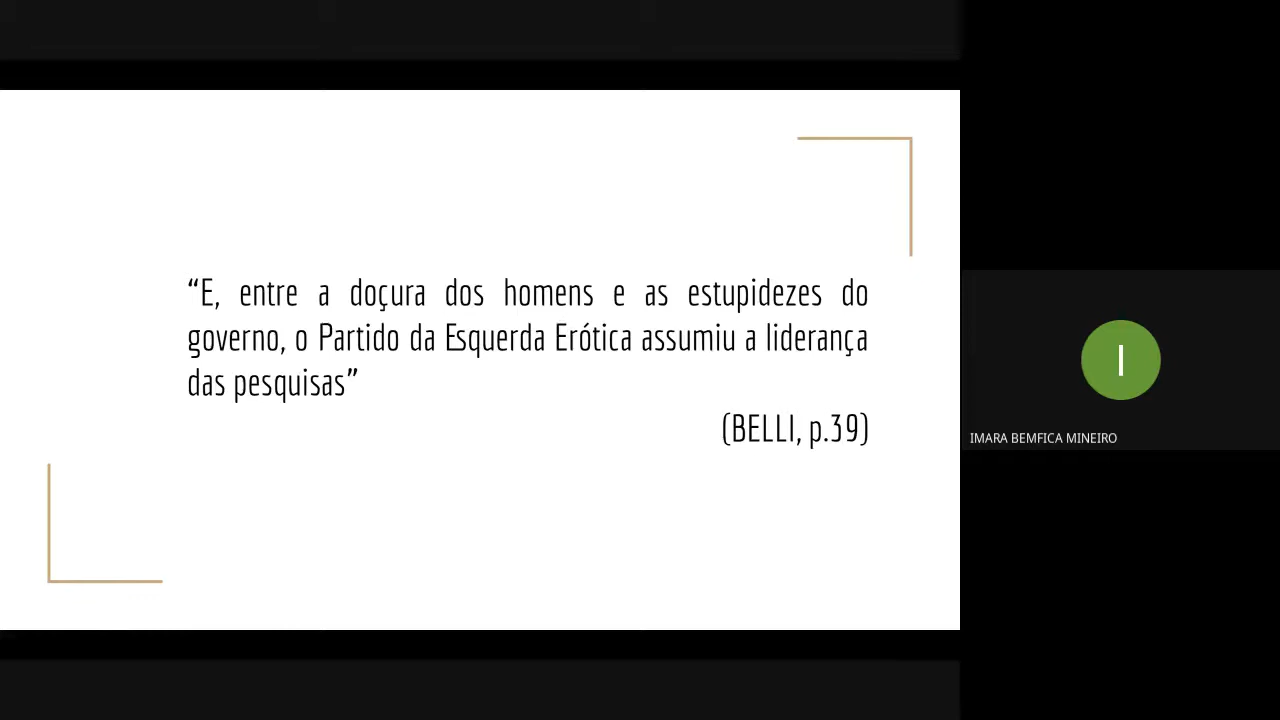 “E, entre a doçura dos homens e as estupidezes do
governo, o Partido da Esquerda Erótica assumiu a liderança
das pesquisas”
(BELLI, p.39)
I
IMARA BEMFICA MINEIRO